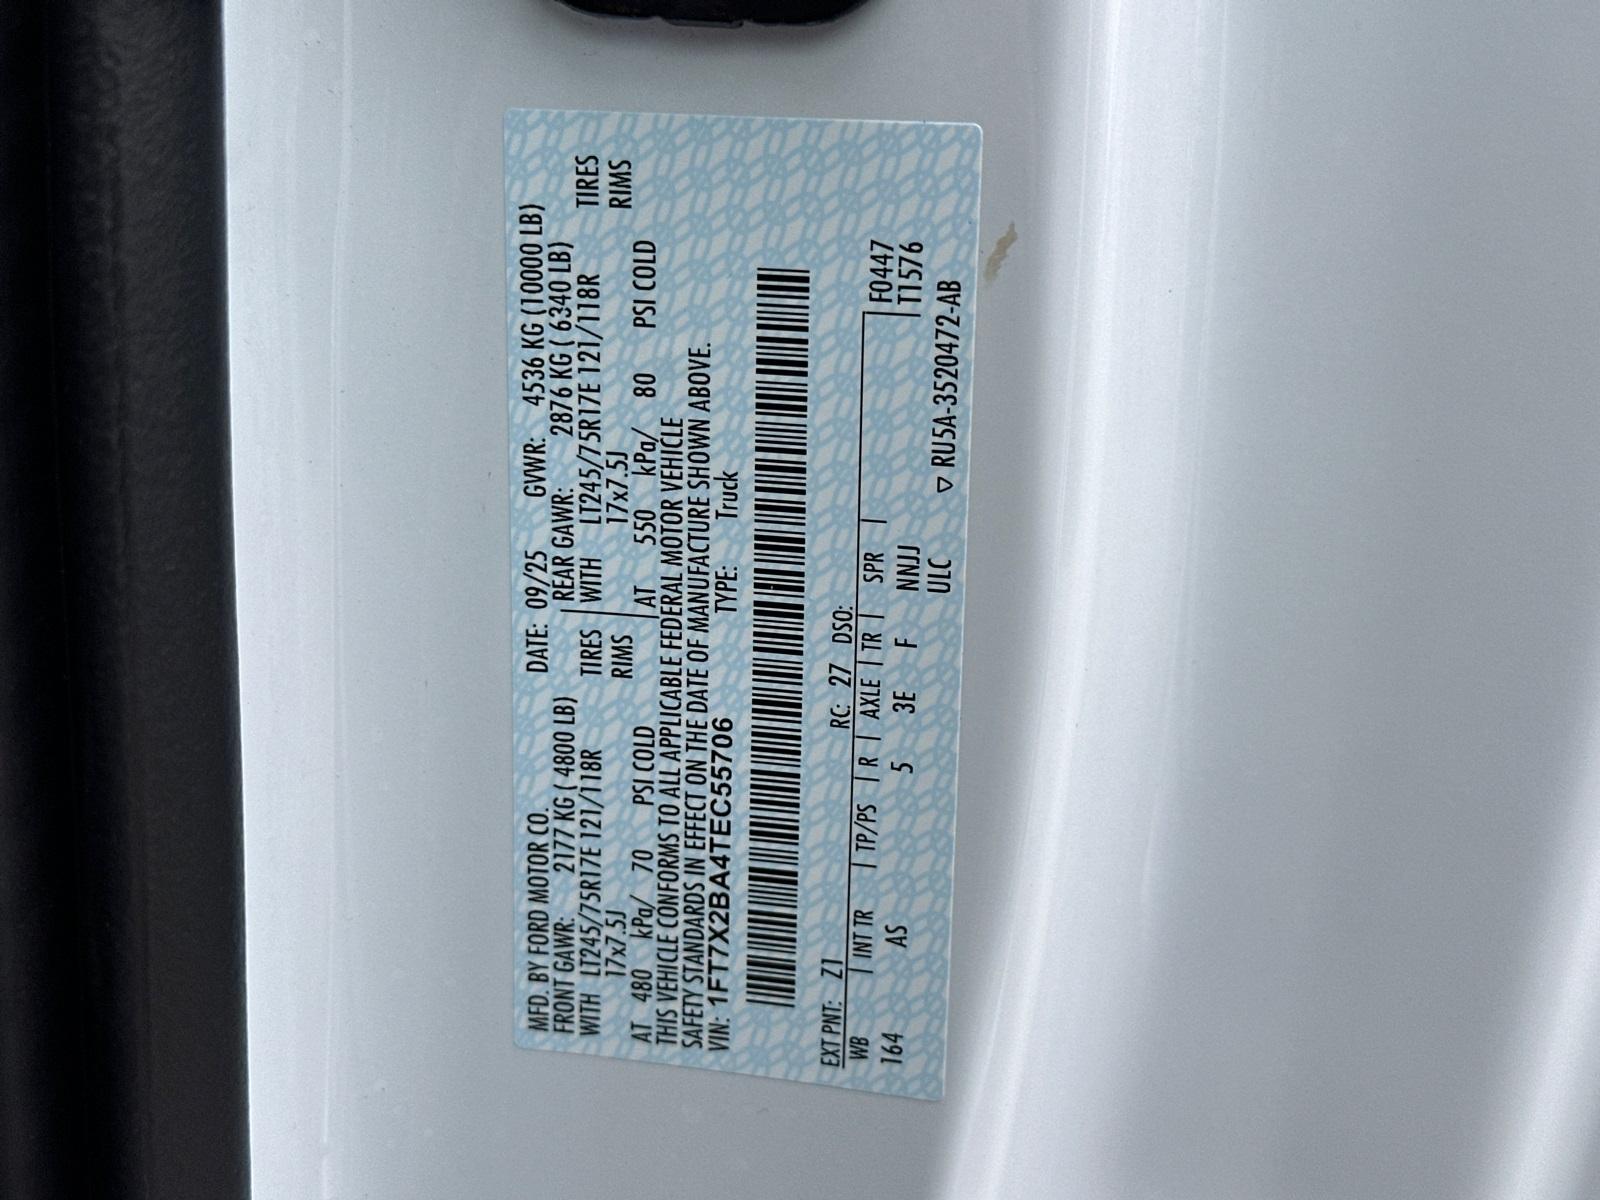 MFD. BY FORD MOTOR CO. DATE: 09/25 GVWR: 4536 KG (10000 LB)
FRONT GAWR: 2177 KG ( 4800 LB) REAR GAWR: 2876 KG ( 6340 LB)
WITH LT245/75R17E 121/118R TIRES WITH LT245/75R17E 121/118R TIRES
17x7.5J RIMS 17x7.5J RIMS
AT 480 kPa/ 70 PSI COLD AT 550 kPa/ 80 PSI COLD
THIS VEHICLE CONFORMS TO ALL APPLICABLE FEDERAL MOTOR VEHICLE
SAFETY STANDARDS IN EFFECT ON THE DATE OF MANUFACTURE SHOWN ABOVE.
VIN: 1FT7X2BA4TEC55706 TYPE: Truck
EXT PNT: Z1 RC: 27 DSO:
WB | INT TR | TP/PS | R | AXLE | TR | SPR | F0447
164 AS 5 3E F NNJJ T1576
ULC ▽ RU5A-3520472-AB